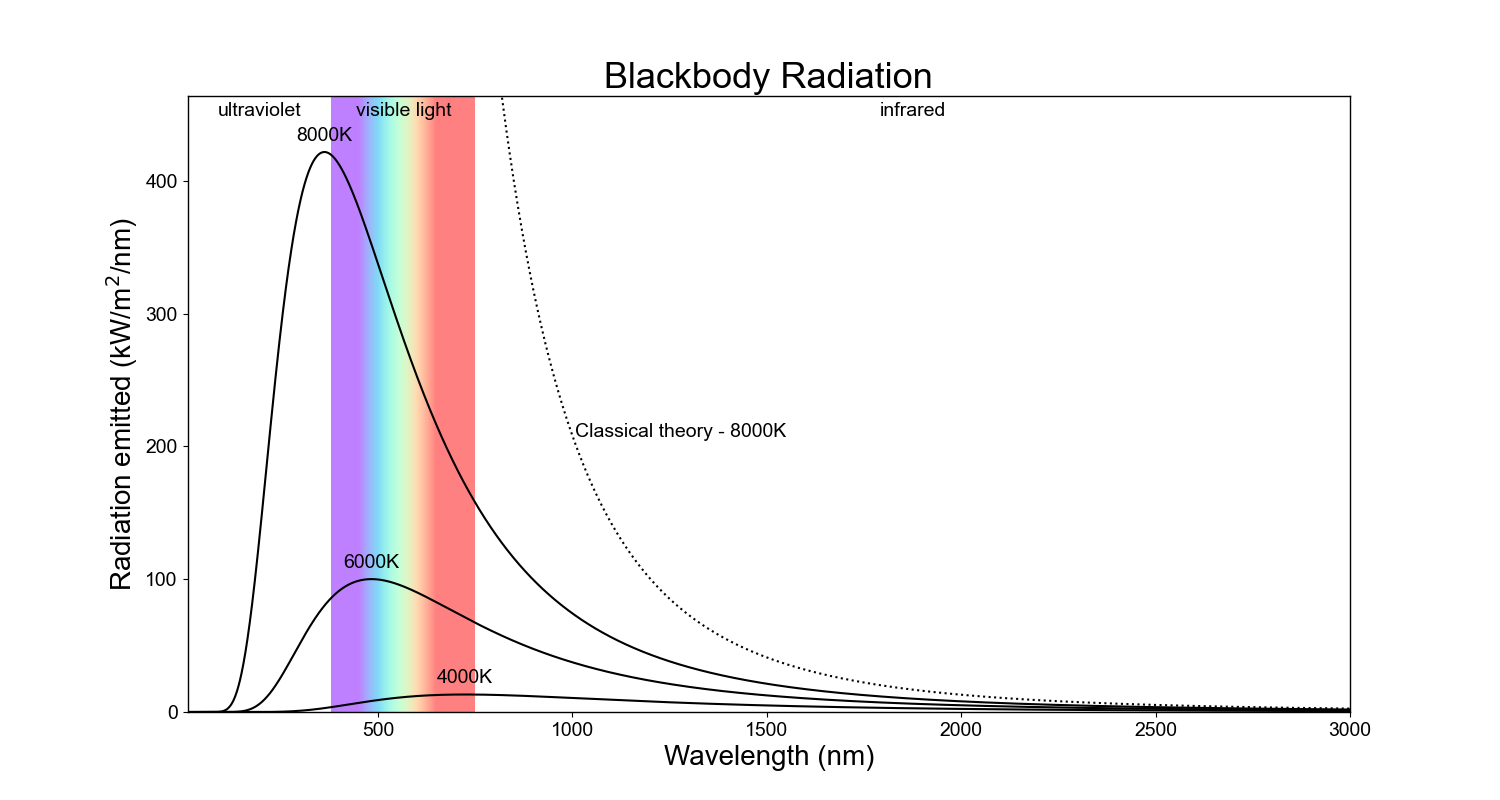 Blackbody Radiation
ultraviolet
visible light
infrared
8000K
400
300
Classical theory - 8000K
200
6000K
100
4000K
0
Radiation emitted (kW/m²/nm)
500
1000
1500
2000
2500
3000
Wavelength (nm)